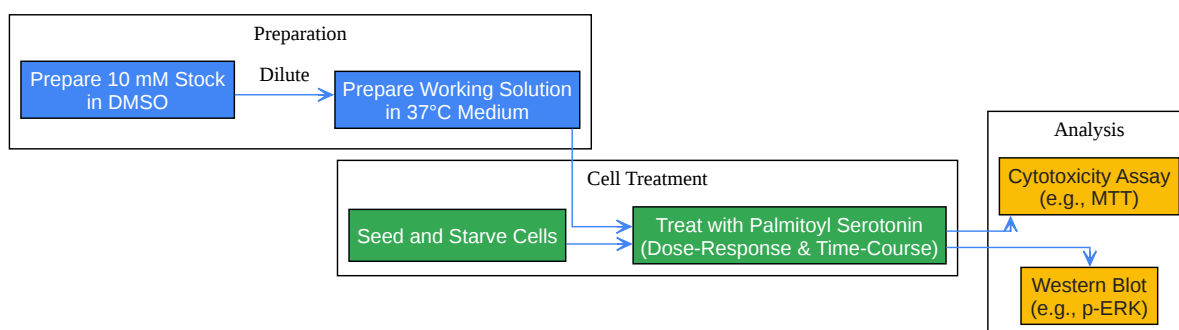 Preparation
Prepare 10 mM Stock
in DMSO
Dilute
Prepare Working Solution
in 37°C Medium
Cell Treatment
Seed and Starve Cells
Treat with Palmitoyl Serotonin
(Dose-Response & Time-Course)
Analysis
Cytotoxicity Assay
(e.g., MTT)
Western Blot
(e.g., p-ERK)